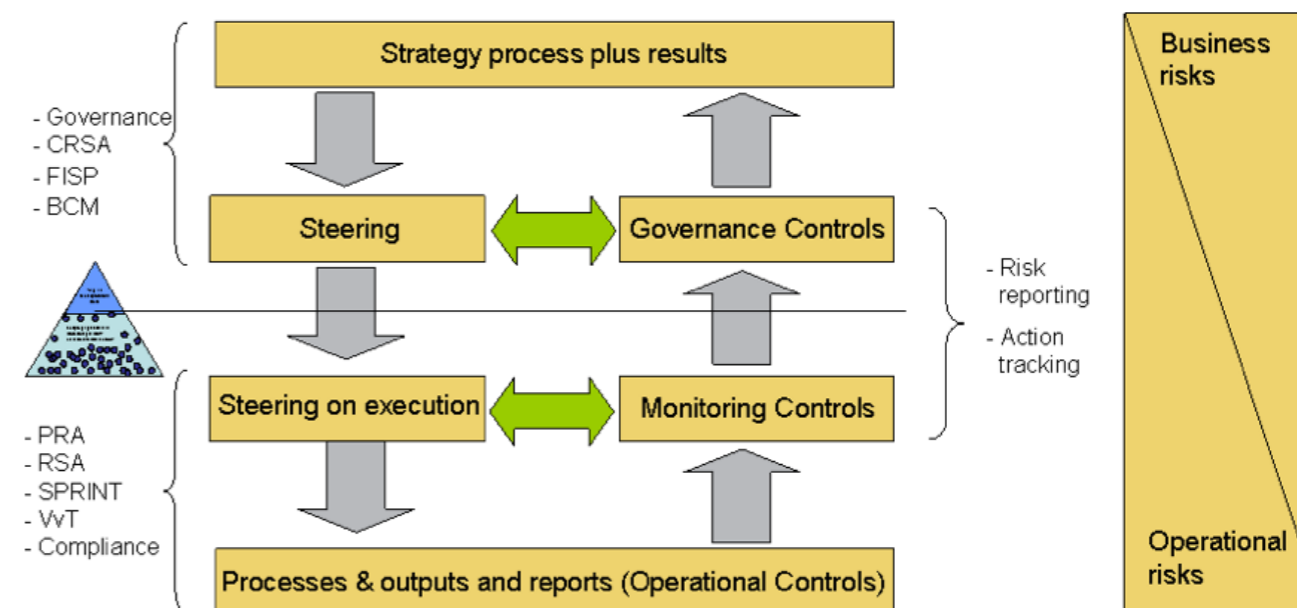 Strategy process plus results
Business
risks
- Governance
- CRSA
- FISP
- BCM
Steering
Governance Controls
- Risk
reporting
- Action
tracking
Steering on execution
Monitoring Controls
- PRA
- RSA
- SPRINT
- VvT
- Compliance
Processes & outputs and reports (Operational Controls)
Operational
risks